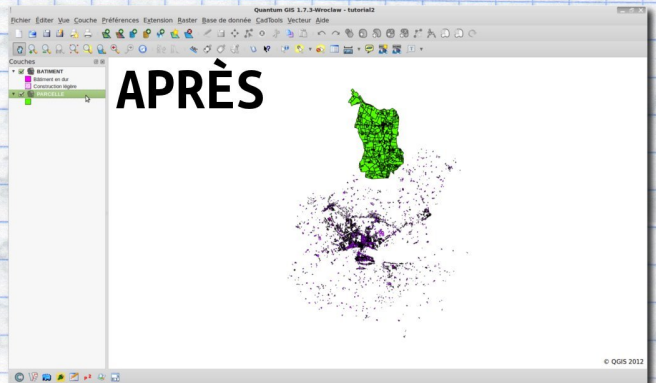 Quantum GIS 1.7.3-Wroclaw - tutorial2
Fichier Éditer Vue Couche Préférences Extension Raster Base de donnée CadTools Vecteur Aide
Couches
BATIMENT
Bâtiment en dur
Construction légère
PARCELLE
APRÈS
© QGIS 2012